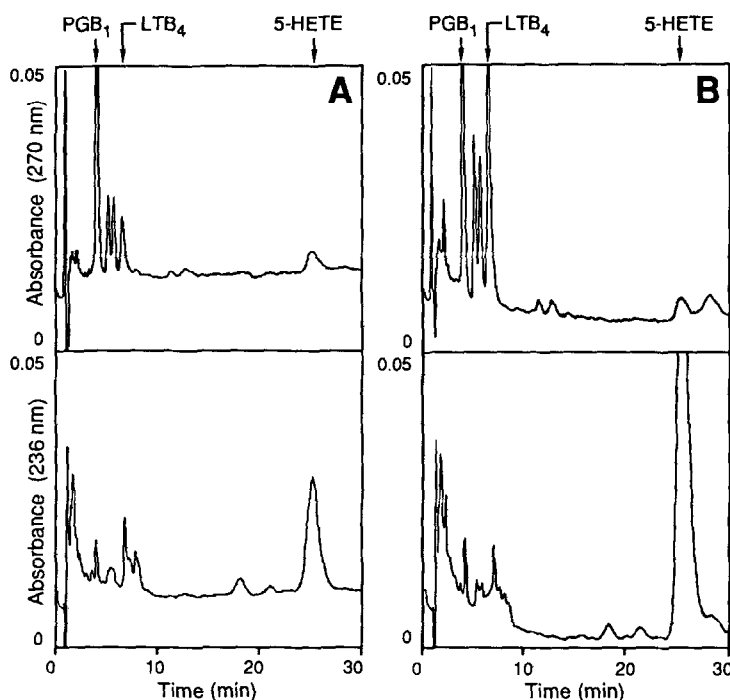 PGB₁ LTB₄ 5-HETE
PGB₁ LTB₄ 5-HETE
A
0.05
Absorbance (270 nm)
0
0.05
Absorbance (236 nm)
0
0 10 20 30
Time (min)
B
0.05
0
0.05
0
0 10 20 30
Time (min)